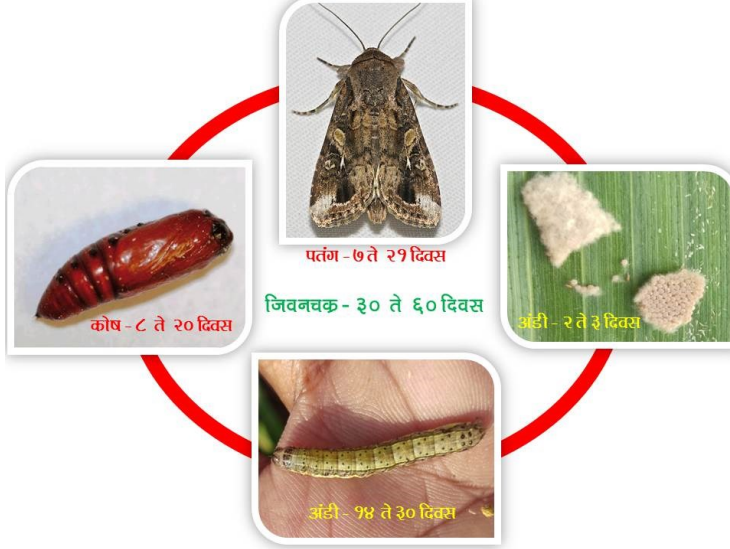 पतंग - ७ ते २१ दिवस
जिवनचक्र - ३० ते ६० दिवस
कोष - ८ ते २० दिवस
अंडी - २ ते ३ दिवस
अंडी - १४ ते ३० दिवस